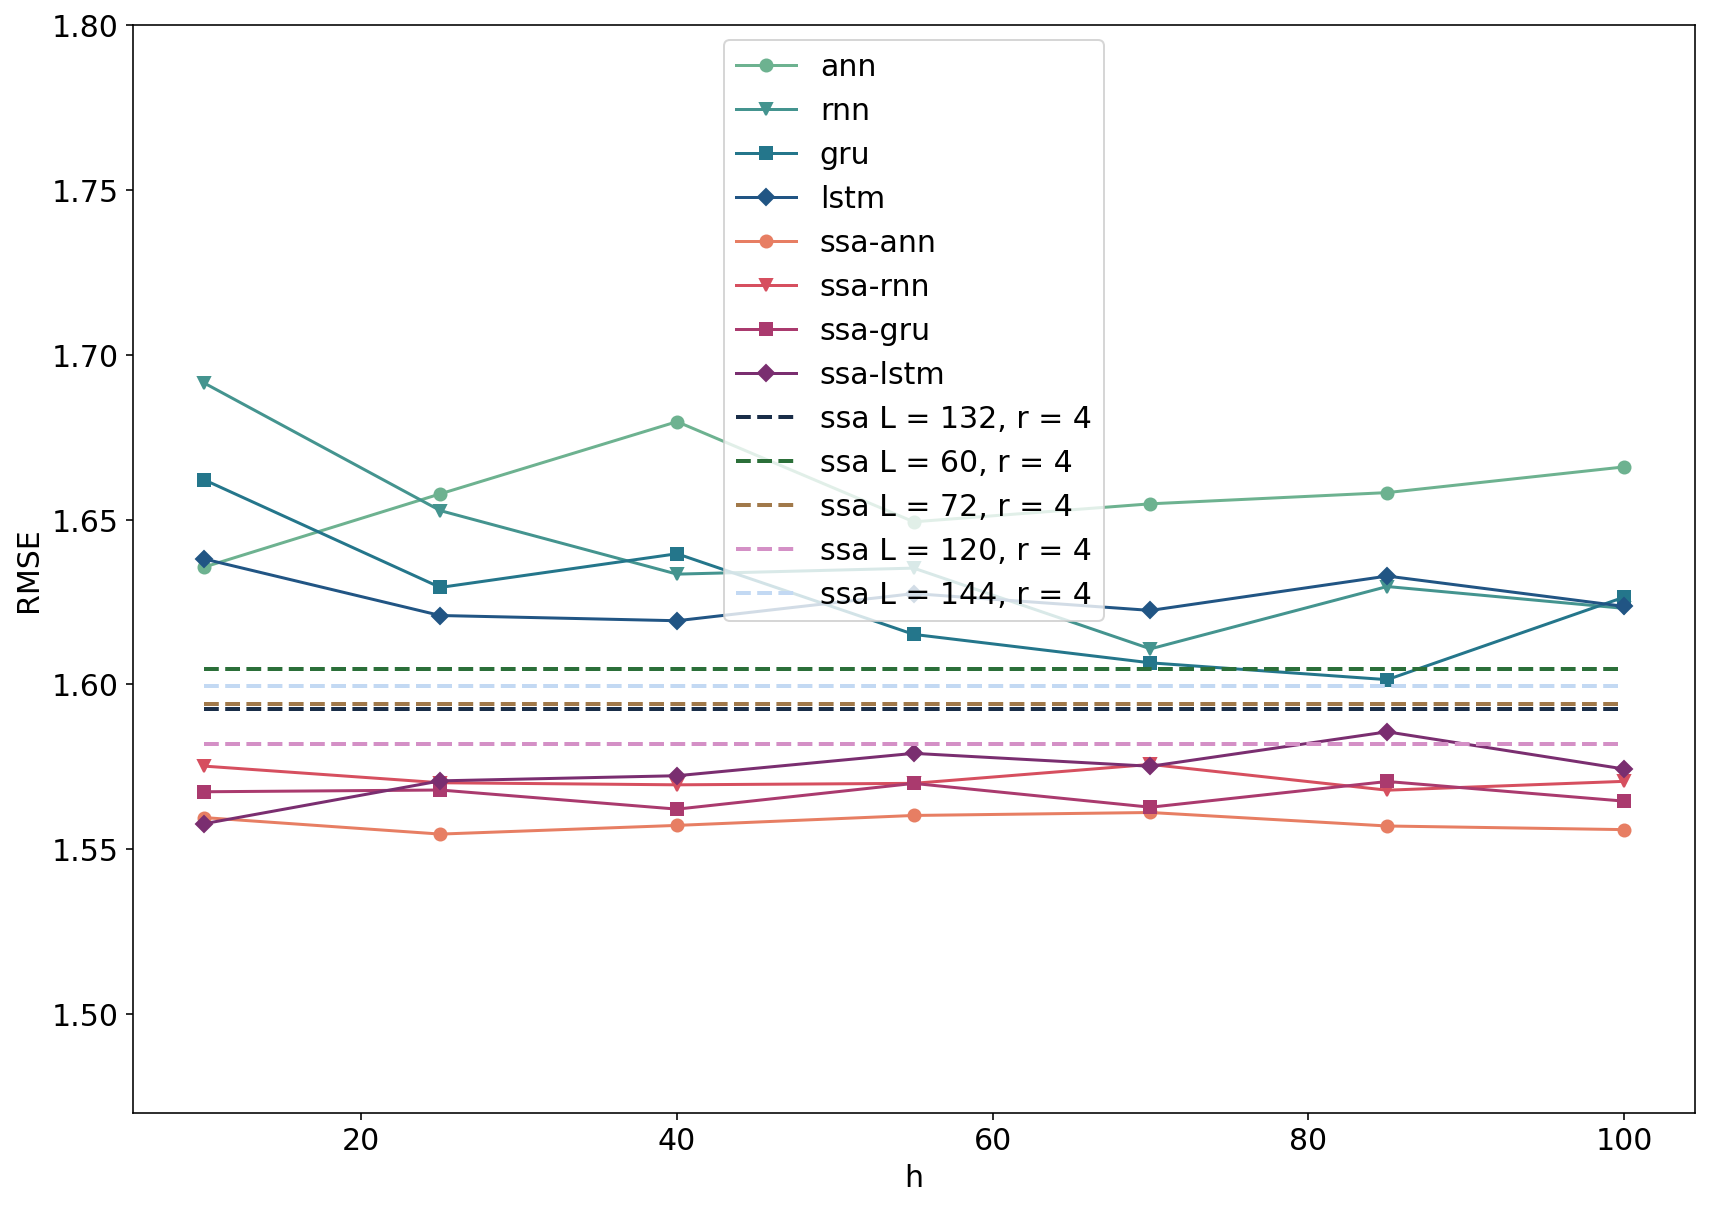 1.80
1.75
1.70
1.65
1.60
1.55
1.50
RMSE
ann
rnn
gru
lstm
ssa-ann
ssa-rnn
ssa-gru
ssa-lstm
ssa L = 132, r = 4
ssa L = 60, r = 4
ssa L = 72, r = 4
ssa L = 120, r = 4
ssa L = 144, r = 4
20 40 60 80 100
h